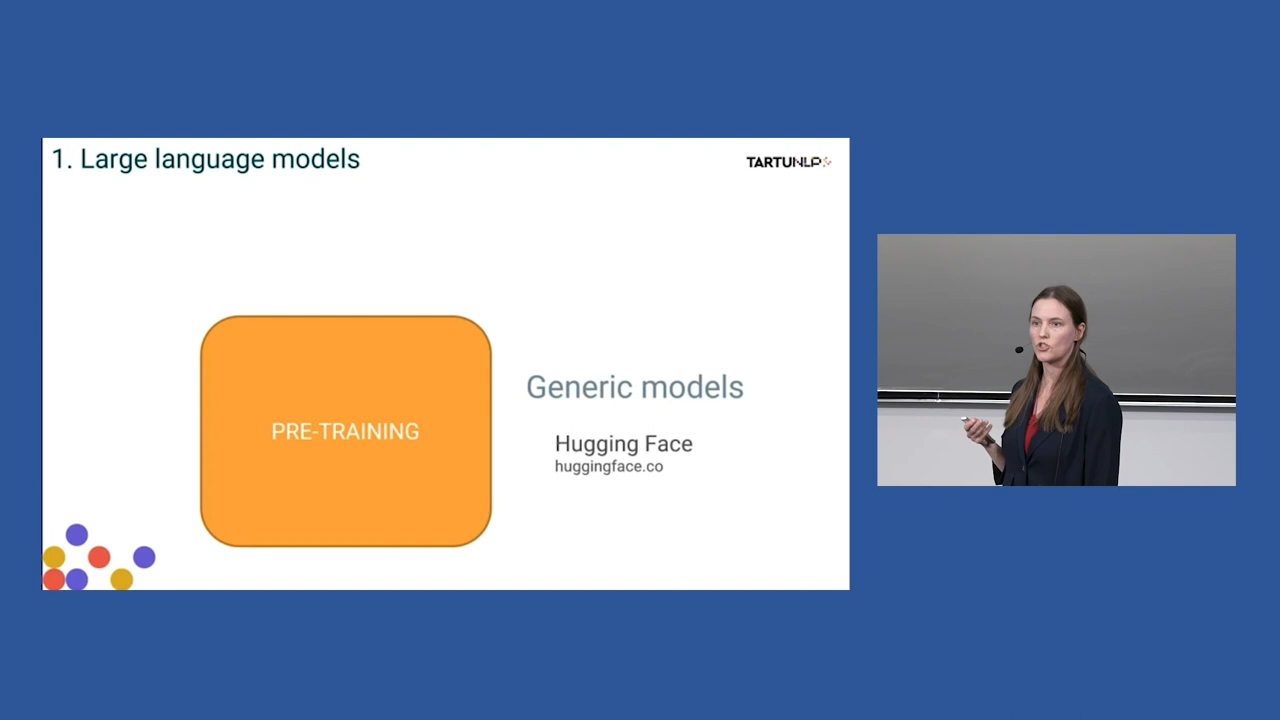 1. Large language models
TARTUNLP
PRE-TRAINING
Generic models
Hugging Face
huggingface.co